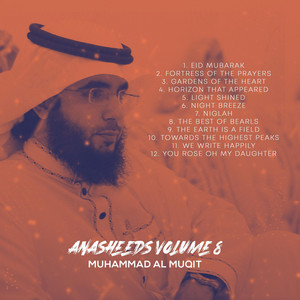 1. EID MUBARAK
2. FORTRESS OF THE PRAYERS
3. GARDENS OF THE HEART
4. HORIZON THAT APPEARED
5. LIGHT SHINED
6. NIGHT BREEZE
7. NIGLAH
8. THE BEST OF BEARLS
9. THE EARTH IS A FIELD
10. TOWARDS THE HIGHEST PEAKS
11. WE WRITE HAPPILY
12. YOU ROSE OH MY DAUGHTER
ANASHEEDS VOLUME 8
MUHAMMAD AL MUQIT